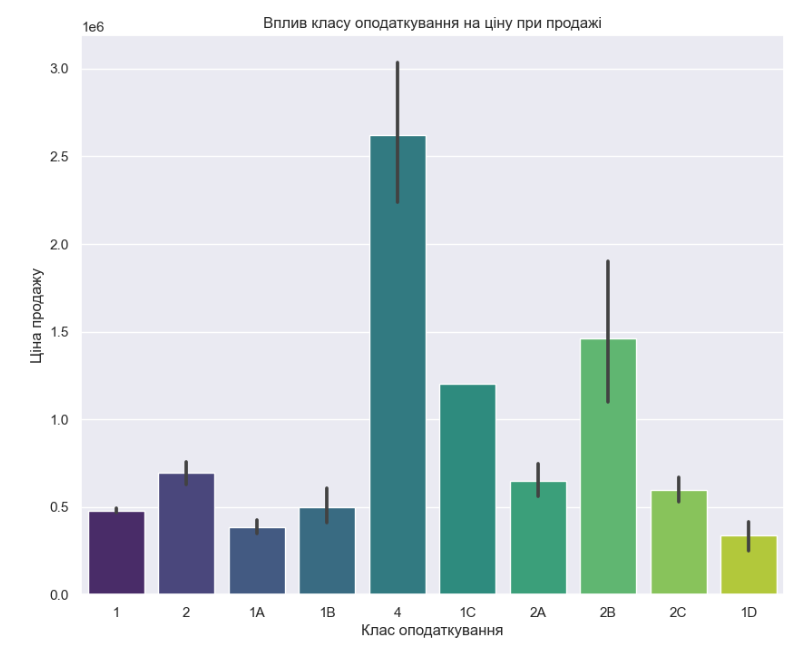 Вплив класу оподаткування на ціну при продажі
1e6
3.0
2.5
2.0
1.5
1.0
0.5
0.0
Ціна продажу
1 2 1A 1B 4 1C 2A 2B 2C 1D
Клас оподаткування